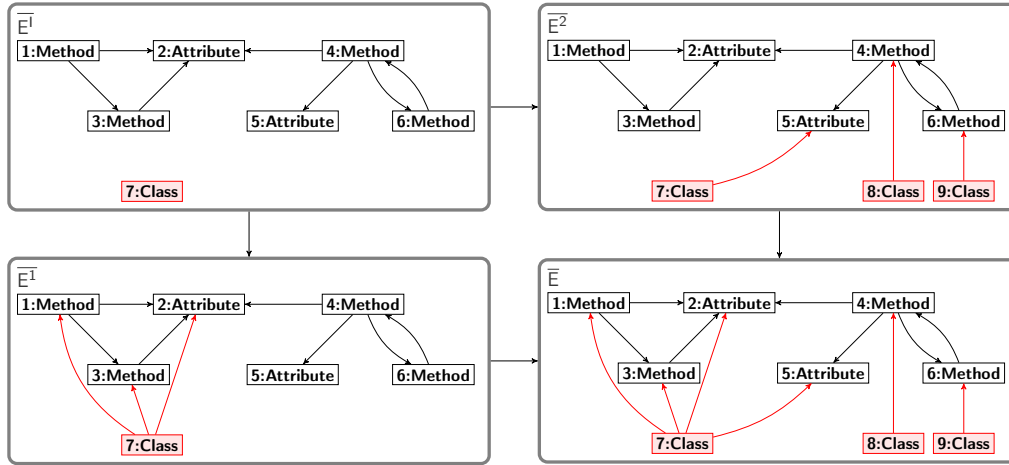 E̅ᴵ̅
1:Method 2:Attribute 4:Method
3:Method 5:Attribute 6:Method
7:Class
E̅²̅
1:Method 2:Attribute 4:Method
3:Method 5:Attribute 6:Method
7:Class 8:Class 9:Class
E̅¹̅
1:Method 2:Attribute 4:Method
3:Method 5:Attribute 6:Method
7:Class
E̅
1:Method 2:Attribute 4:Method
3:Method 5:Attribute 6:Method
7:Class 8:Class 9:Class